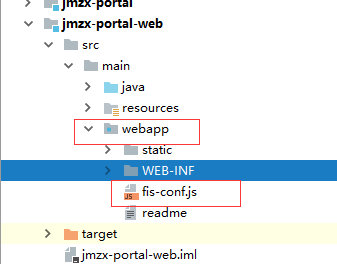 jmzx-portal
jmzx-portal-web
src
main
java
resources
webapp
static
WEB-INF
JS fis-conf.js
readme
target
jmzx-portal-web.iml